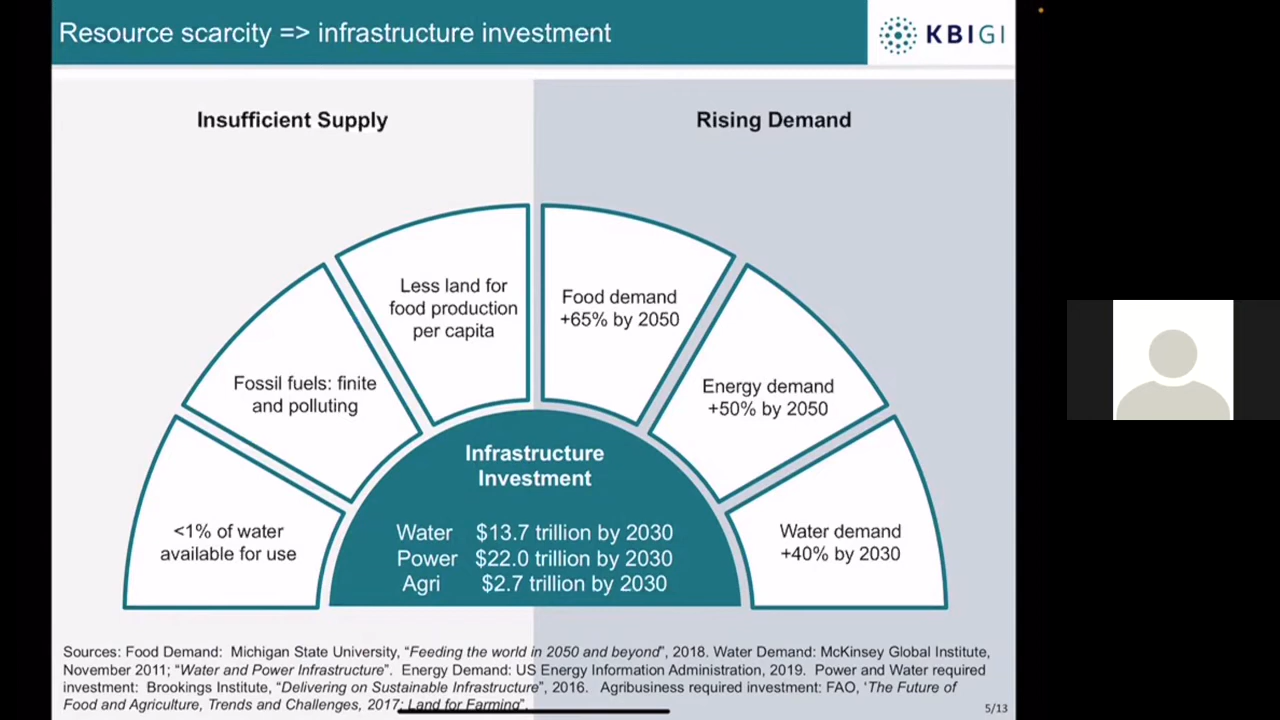 Resource scarcity => infrastructure investment
KBIGI
Insufficient Supply
Rising Demand
Less land for
food production
per capita
Food demand
+65% by 2050
Fossil fuels: finite
and polluting
Energy demand
+50% by 2050
<1% of water
available for use
Water demand
+40% by 2030
Infrastructure
Investment
Water $13.7 trillion by 2030
Power $22.0 trillion by 2030
Agri $2.7 trillion by 2030
Sources: Food Demand: Michigan State University, “Feeding the world in 2050 and beyond”, 2018. Water Demand: McKinsey Global Institute,
November 2011; “Water and Power Infrastructure”. Energy Demand: US Energy Information Administration, 2019. Power and Water required
investment: Brookings Institute, “Delivering on Sustainable Infrastructure”, 2016. Agribusiness required investment: FAO, ‘The Future of
Food and Agriculture, Trends and Challenges, 2017; Land for Farming”.
5/13